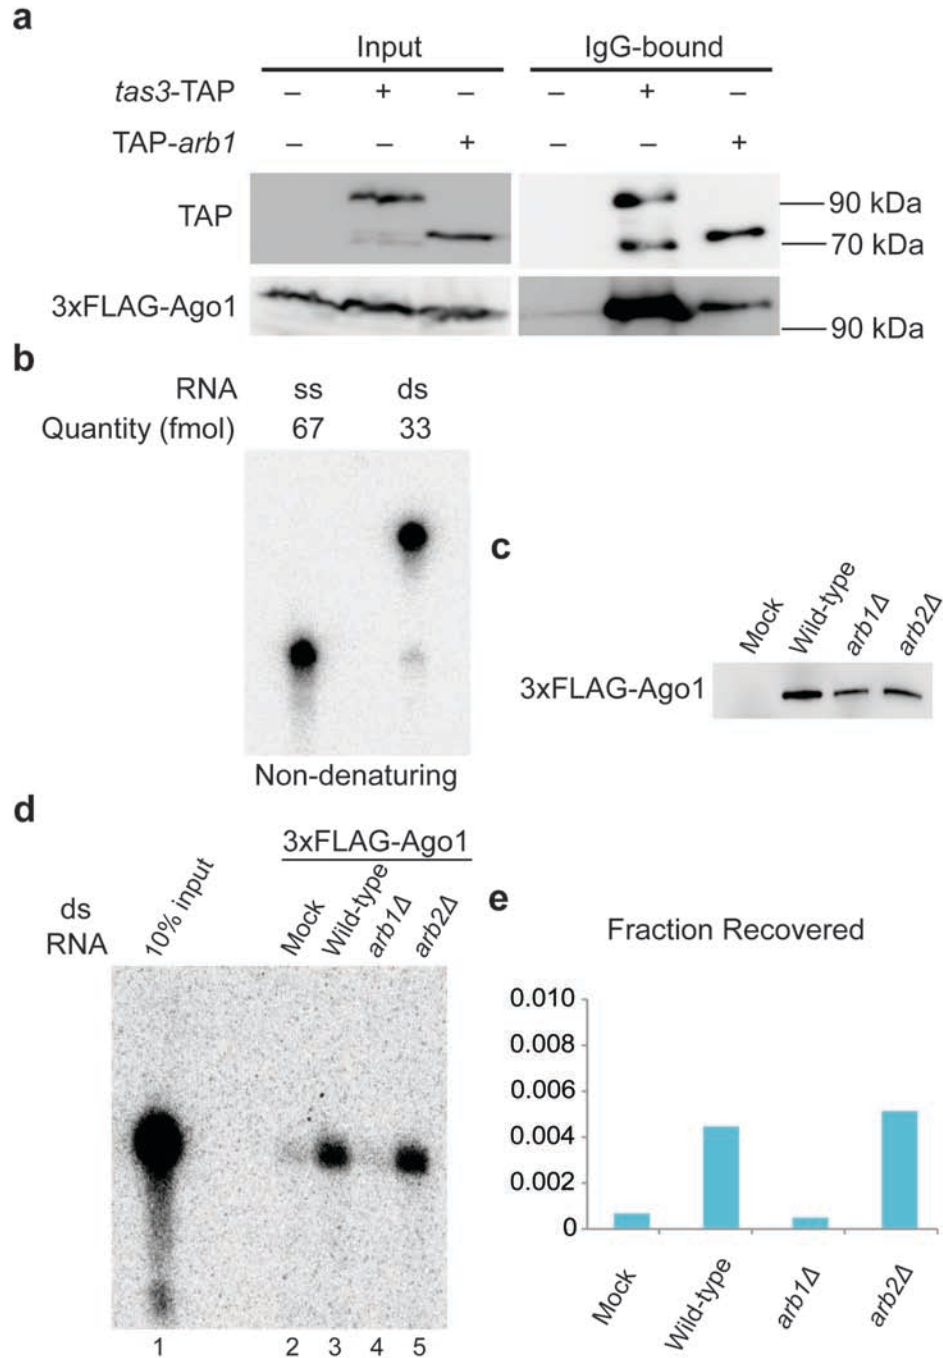 a
Input IgG-bound
tas3-TAP – + – – + –
TAP-arb1 – – + – – +
TAP
90 kDa
70 kDa
3xFLAG-Ago1
90 kDa
b
RNA ss ds
Quantity (fmol) 67 33
Non-denaturing
c
Mock Wild-type arb1Δ arb2Δ
3xFLAG-Ago1
d
3xFLAG-Ago1
ds
RNA
10% input Mock Wild-type arb1Δ arb2Δ
1 2 3 4 5
e
Fraction Recovered
0.010
0.008
0.006
0.004
0.002
0
Mock Wild-type arb1Δ arb2Δ